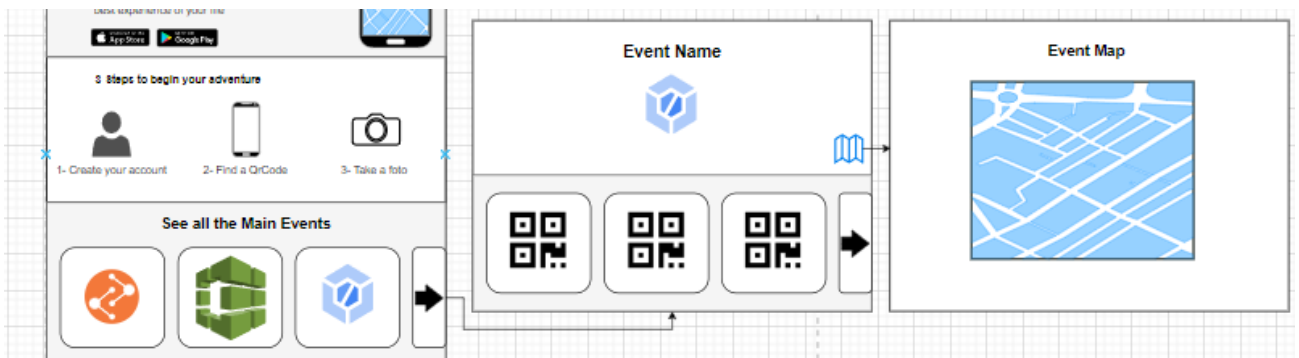 best experience of your life
App Store
Google Play
3 Steps to begin your adventure
1- Create your account
2- Find a QrCode
3- Take a foto
See all the Main Events
Event Name
Event Map